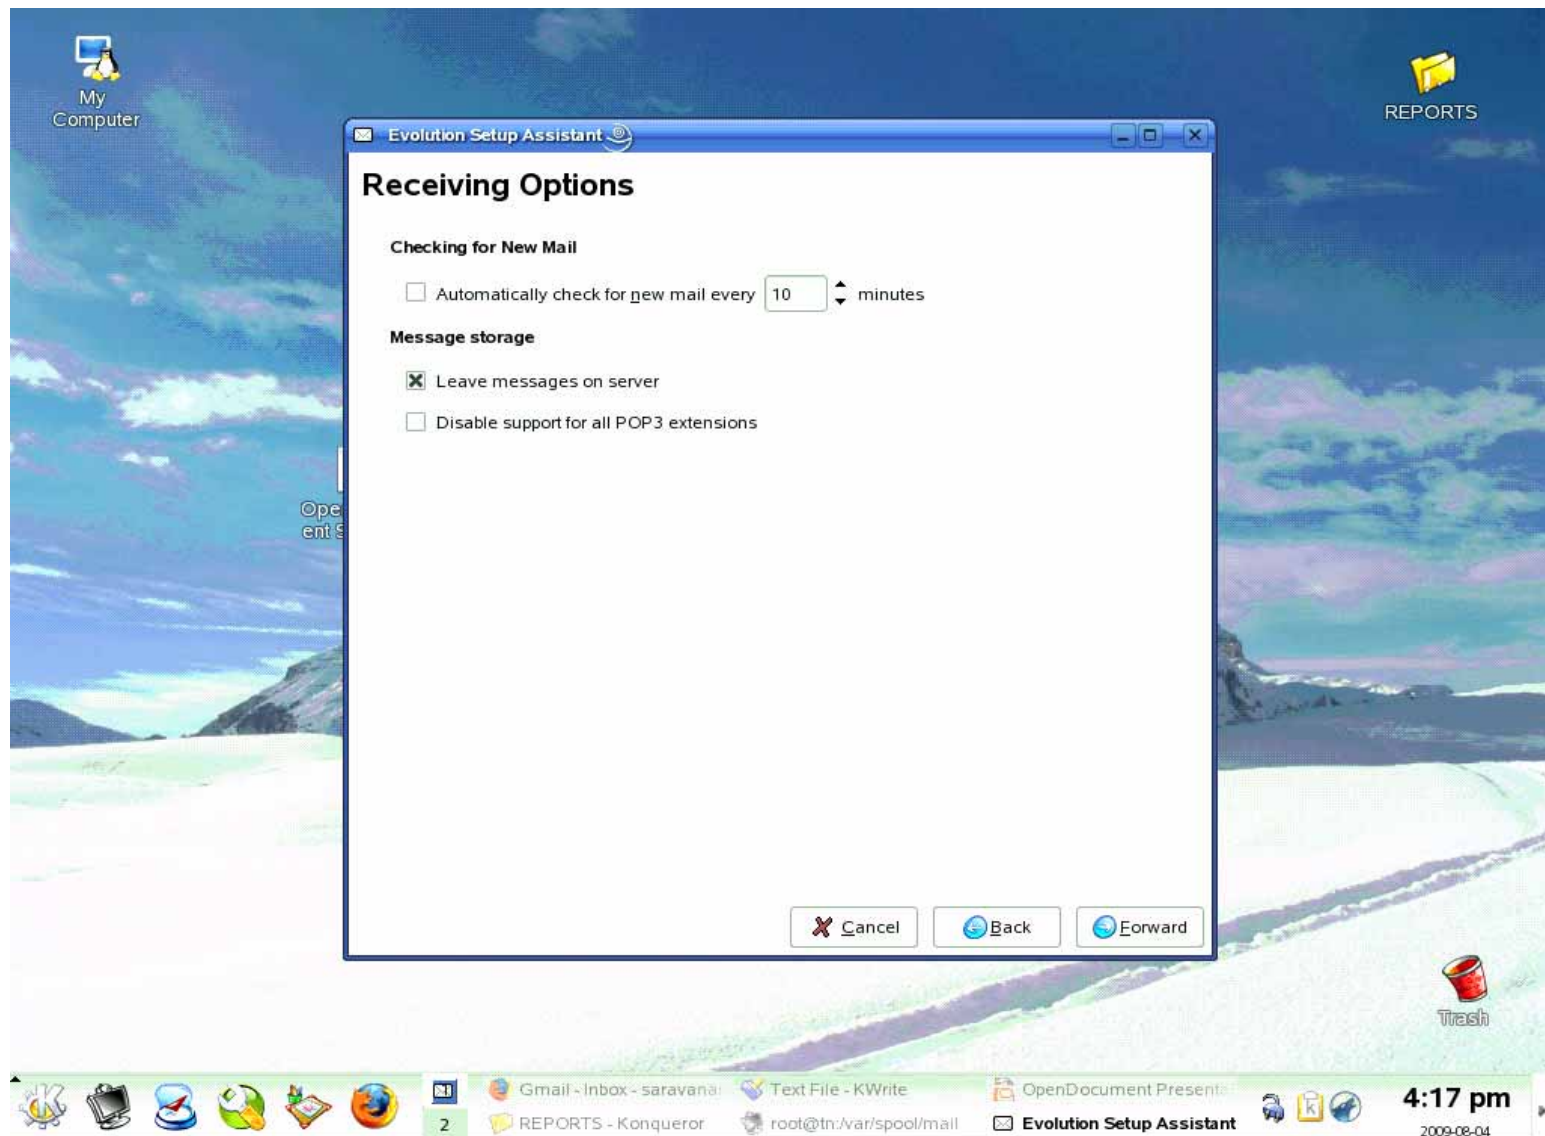 My
Computer
REPORTS
Evolution Setup Assistant
Receiving Options
Checking for New Mail
Automatically check for new mail every 10 minutes
Message storage
Leave messages on server
Disable support for all POP3 extensions
Ope
ent S
Cancel
Back
Forward
Trash
1
2
Gmail - Inbox - saravana
Text File - KWrite
OpenDocument Present
REPORTS - Konqueror
root@tn:/var/spool/mail
Evolution Setup Assistant
4:17 pm
2009-08-04